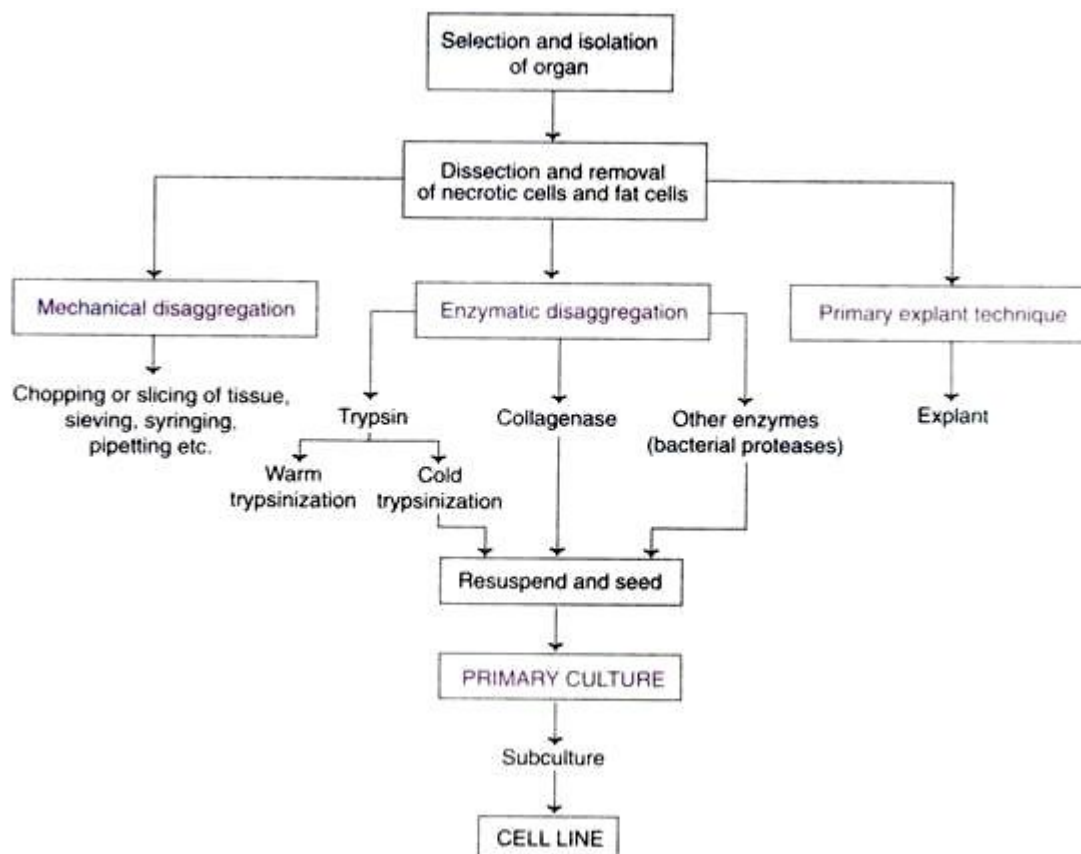 Selection and isolation
of organ
Dissection and removal
of necrotic cells and fat cells
Mechanical disaggregation
Enzymatic disaggregation
Primary explant technique
Chopping or slicing of tissue,
sieving, syringing,
pipetting etc.
Trypsin
Collagenase
Other enzymes
(bacterial proteases)
Explant
Warm
trypsinization
Cold
trypsinization
Resuspend and seed
PRIMARY CULTURE
Subculture
CELL LINE